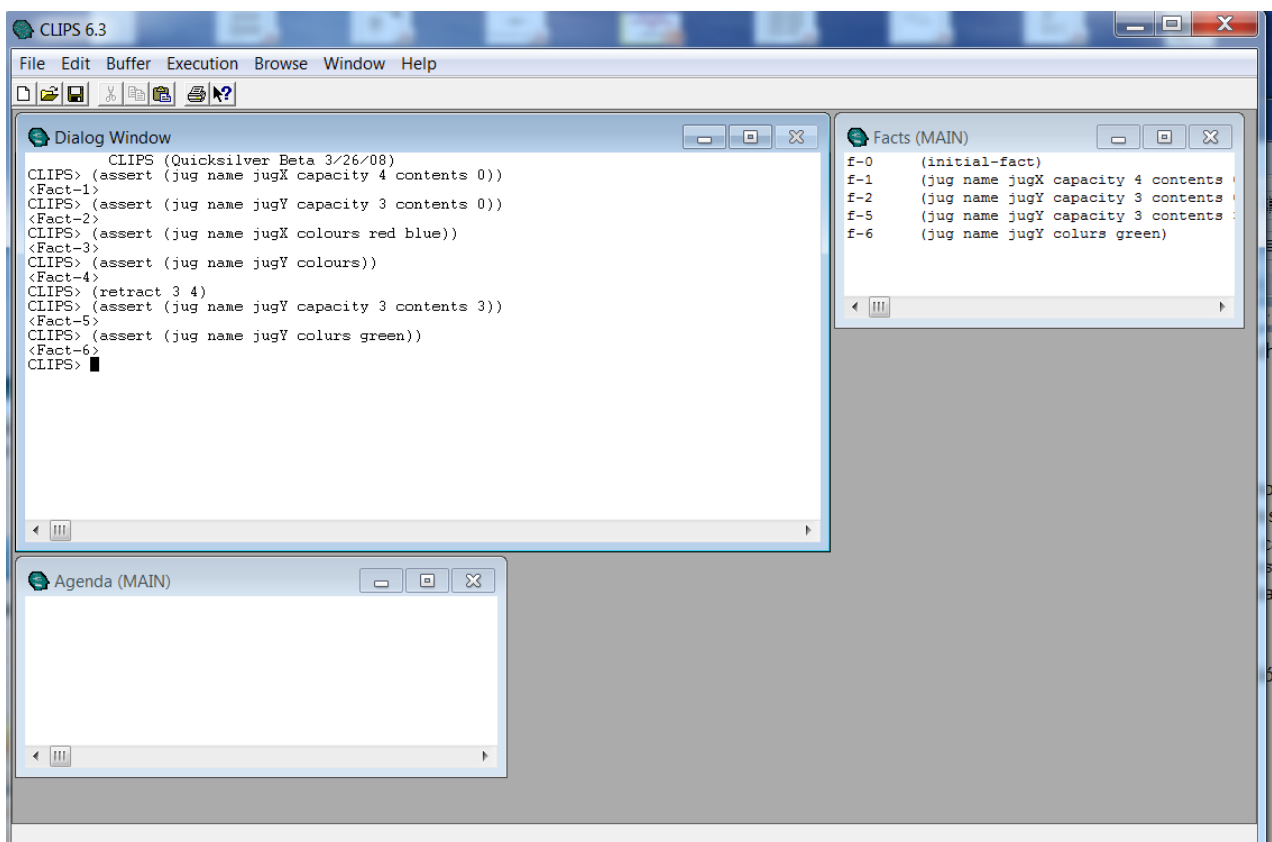 CLIPS 6.3
File Edit Buffer Execution Browse Window Help
Dialog Window
CLIPS (Quicksilver Beta 3/26/08)
CLIPS> (assert (jug name jugX capacity 4 contents 0))
<Fact-1>
CLIPS> (assert (jug name jugY capacity 3 contents 0))
<Fact-2>
CLIPS> (assert (jug name jugX colours red blue))
<Fact-3>
CLIPS> (assert (jug name jugY colours))
<Fact-4>
CLIPS> (retract 3 4)
CLIPS> (assert (jug name jugY capacity 3 contents 3))
<Fact-5>
CLIPS> (assert (jug name jugY colurs green))
<Fact-6>
CLIPS>
Facts (MAIN)
f-0 (initial-fact)
f-1 (jug name jugX capacity 4 contents
f-2 (jug name jugY capacity 3 contents
f-5 (jug name jugY capacity 3 contents
f-6 (jug name jugY colurs green)
Agenda (MAIN)